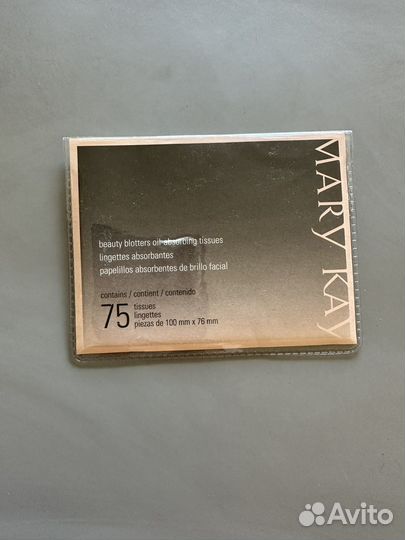 MARY KAY
beauty blotters oil-absorbing tissues
lingettes absorbantes
papelillos absorbentes de brillo facial
contains / contient / contenido
75 tissues
lingettes
piezas de 100 mm x 76 mm
Avito